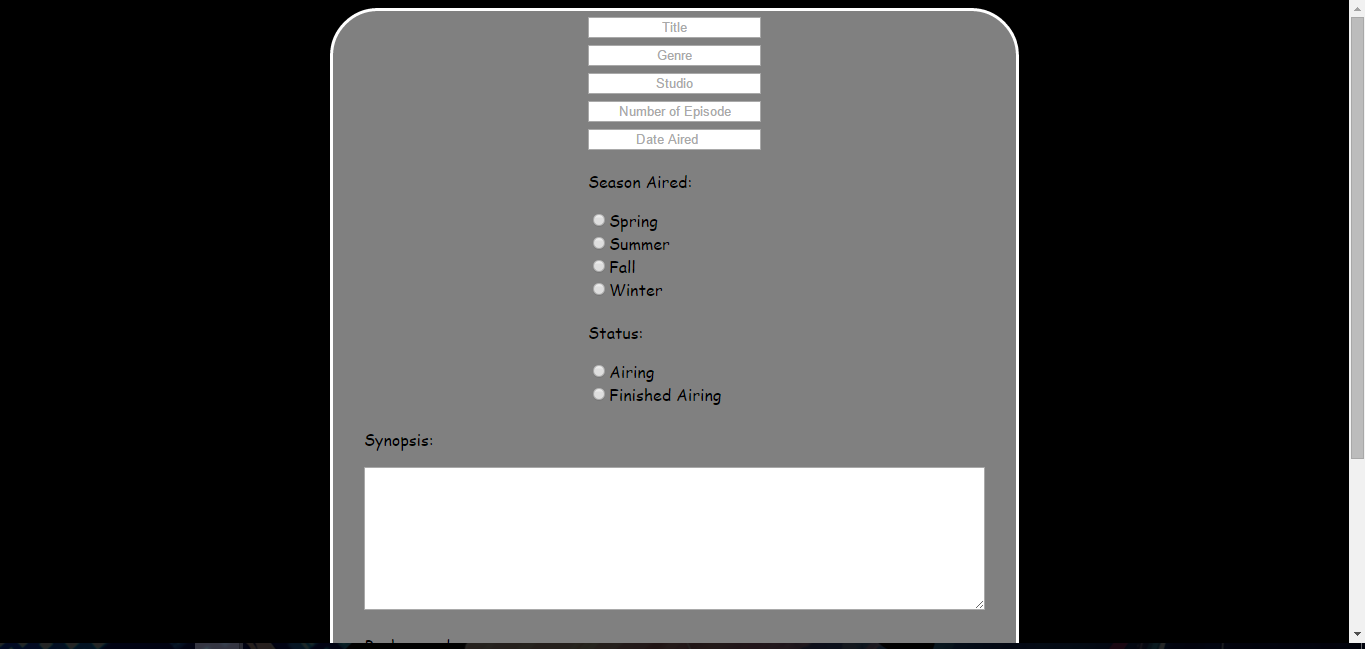 Title
Genre
Studio
Number of Episode
Date Aired
Season Aired:
Spring
Summer
Fall
Winter
Status:
Airing
Finished Airing
Synopsis: